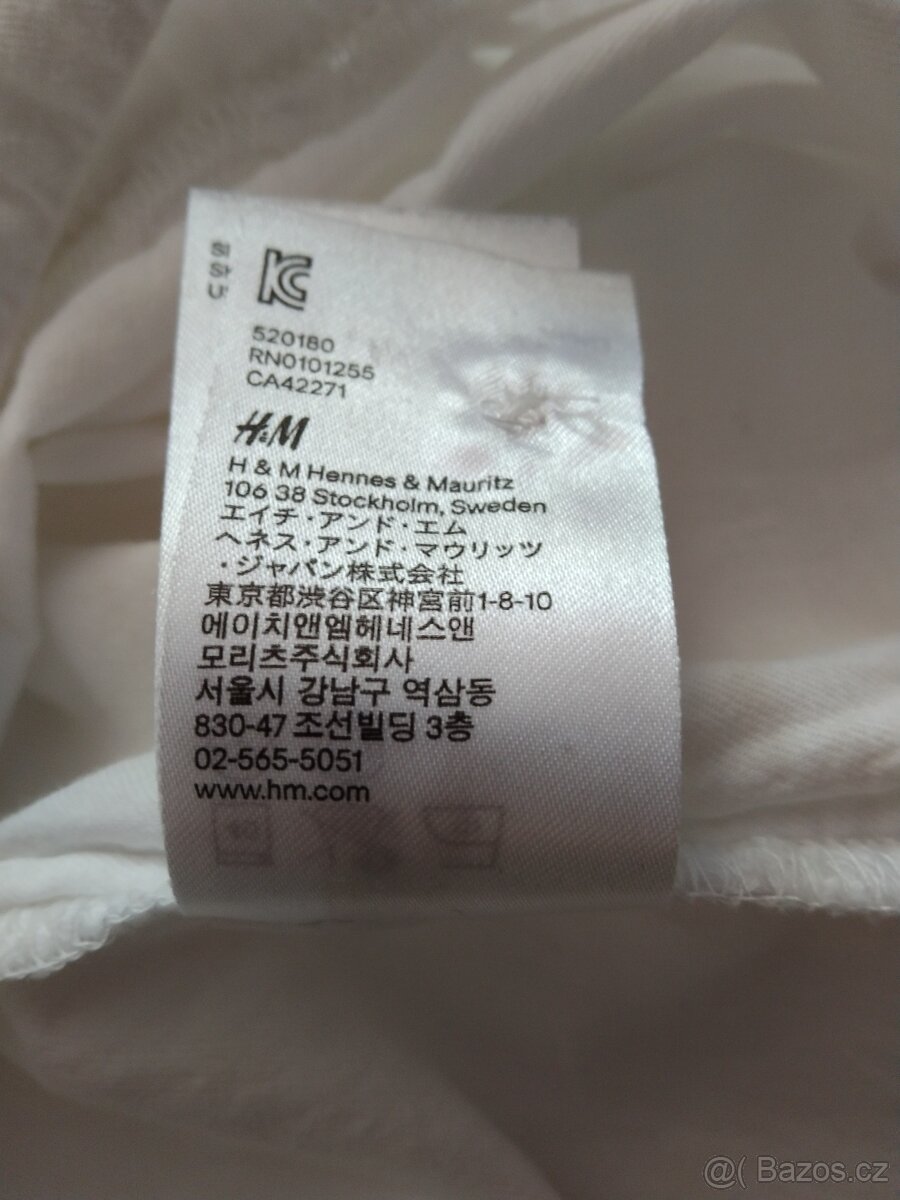 KC
520180
RN0101255
CA42271
H&M
H & M Hennes & Mauritz
106 38 Stockholm, Sweden
エイチ・アンド・エム
ヘネス・アンド・マウリッツ
・ジャパン株式会社
東京都渋谷区神宮前1-8-10
에이치앤엠헤네스앤
모리츠주식회사
서울시 강남구 역삼동
830-47 조선빌딩 3층
02-565-5051
www.hm.com
@( Bazos.cz